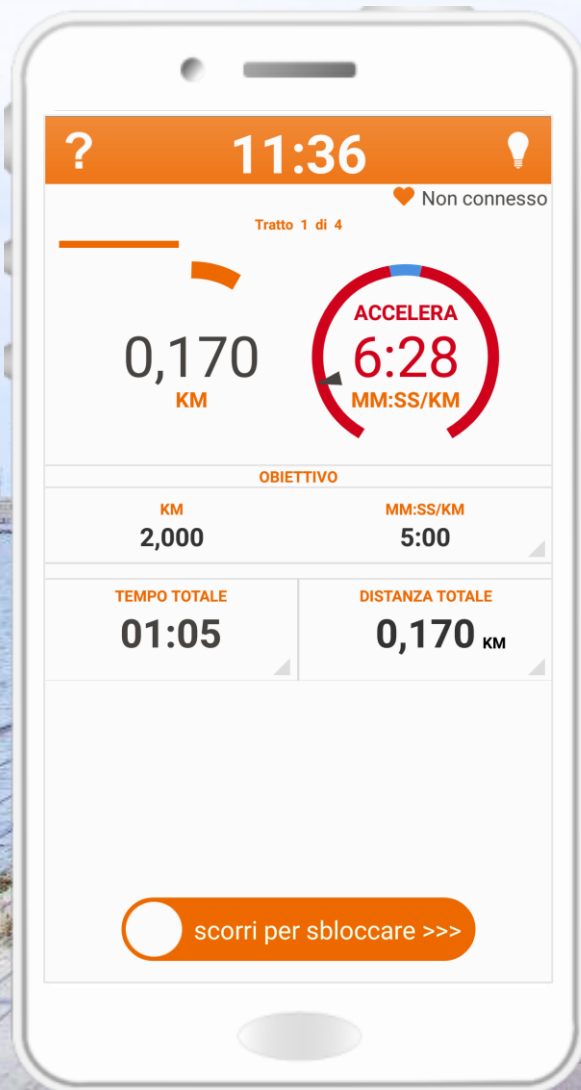 ? 11:36
Non connesso
Tratto 1 di 4
0,170
KM
ACCELERA
6:28
MM:SS/KM
OBIETTIVO
KM MM:SS/KM
2,000 5:00
TEMPO TOTALE DISTANZA TOTALE
01:05 0,170 KM
scorri per sbloccare >>>